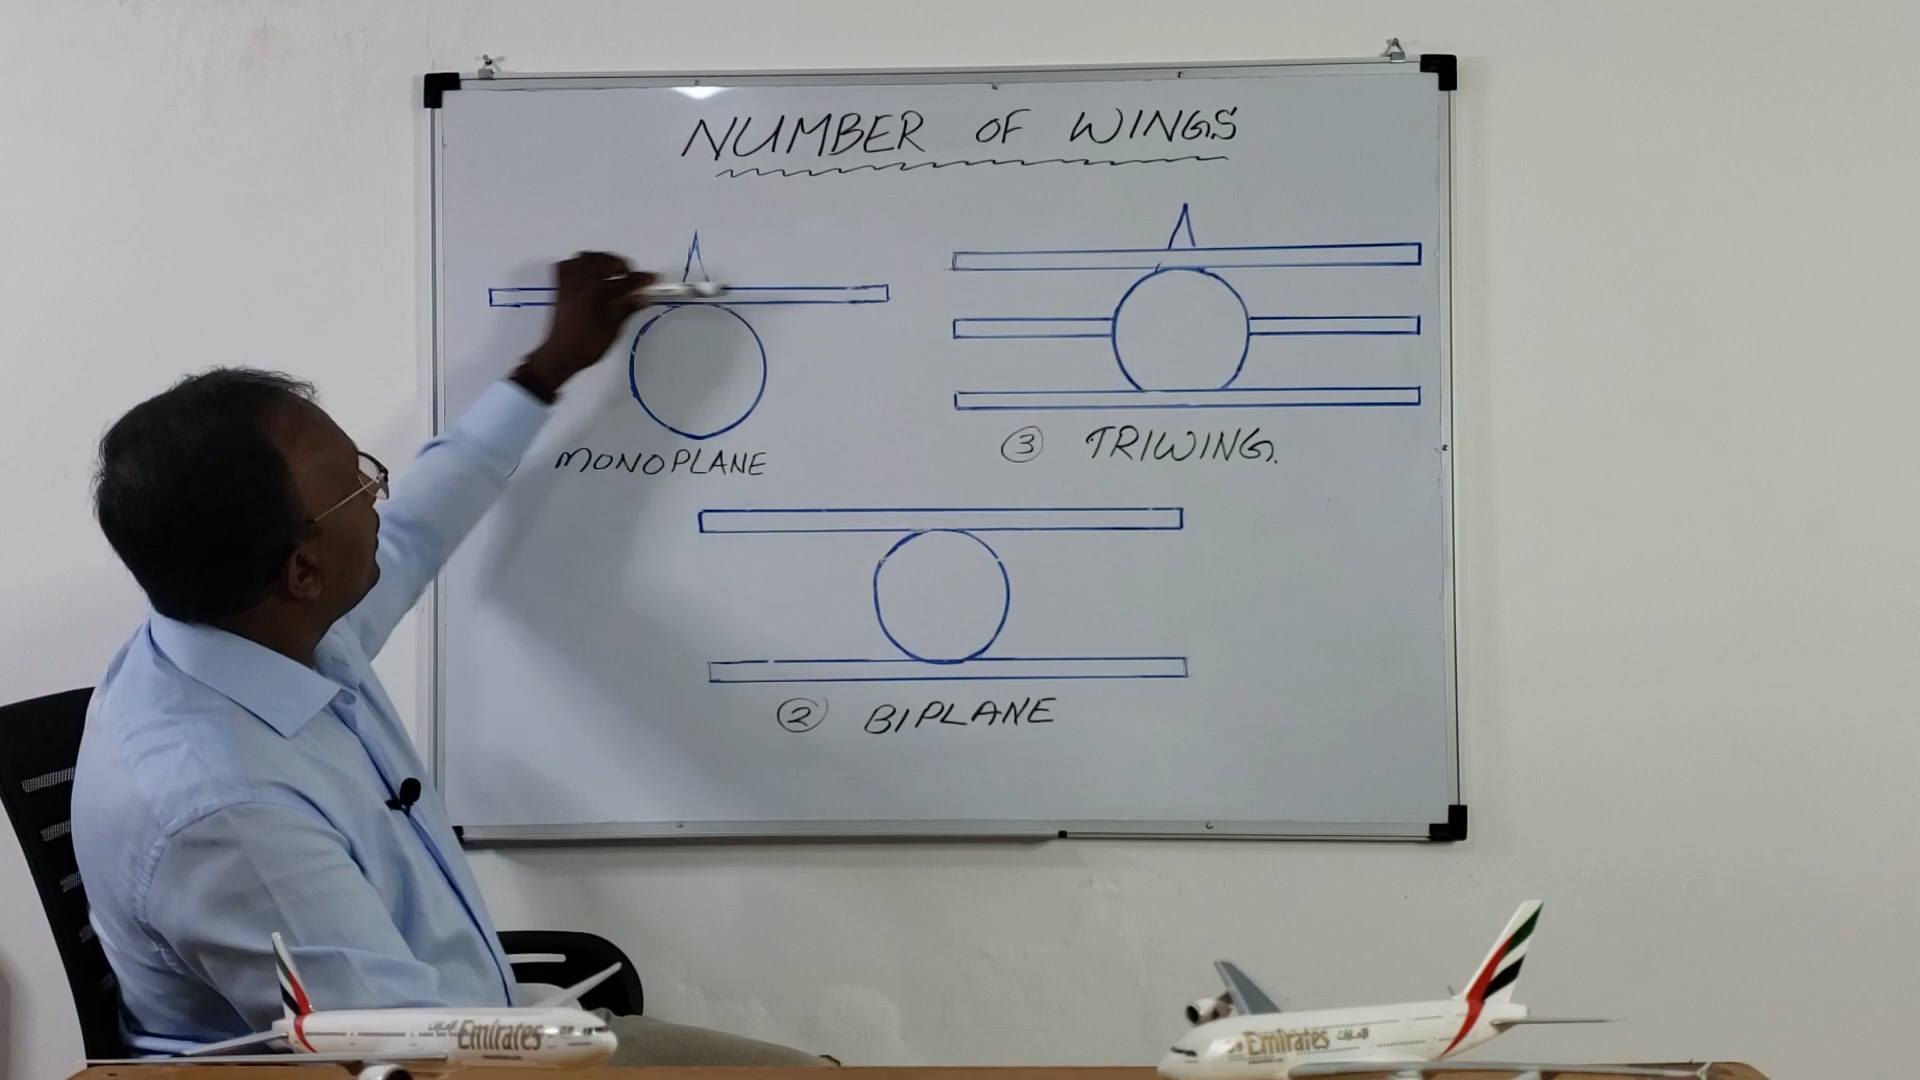 NUMBER OF WINGS
MONOPLANE
③ TRIWING.
② BIPLANE
Emirates
Emirates